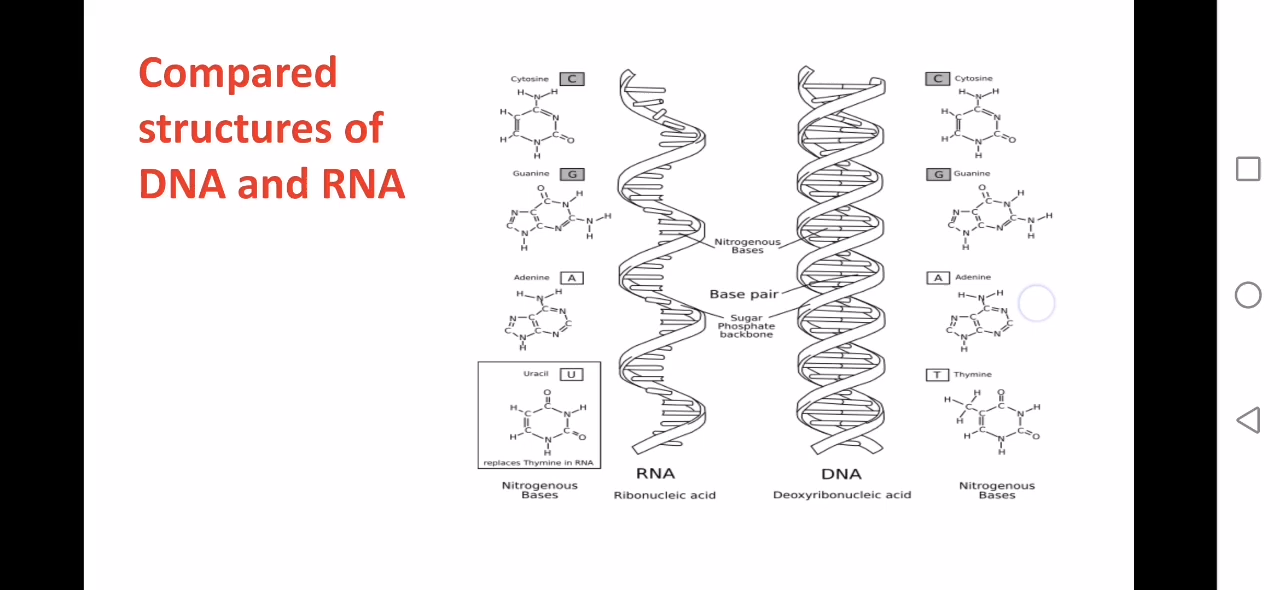 Compared
structures of
DNA and RNA
Cytosine C
Guanine G
Adenine A
Uracil U
replaces Thymine in RNA
Nitrogenous
Bases
Nitrogenous
Bases
Base pair
Sugar
Phosphate
backbone
RNA
Ribonucleic acid
DNA
Deoxyribonucleic acid
C Cytosine
G Guanine
A Adenine
T Thymine
Nitrogenous
Bases